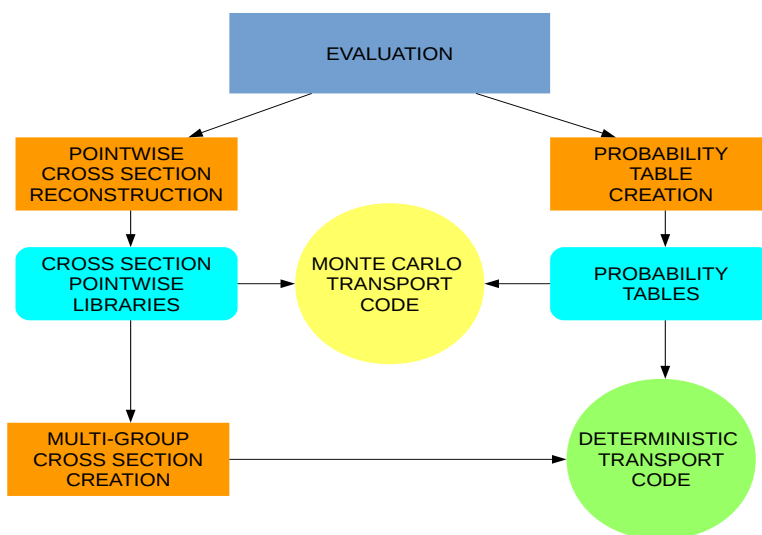 EVALUATION
POINTWISE
CROSS SECTION
RECONSTRUCTION
PROBABILITY
TABLE
CREATION
CROSS SECTION
POINTWISE
LIBRARIES
MONTE CARLO
TRANSPORT
CODE
PROBABILITY
TABLES
MULTI-GROUP
CROSS SECTION
CREATION
DETERMINISTIC
TRANSPORT
CODE